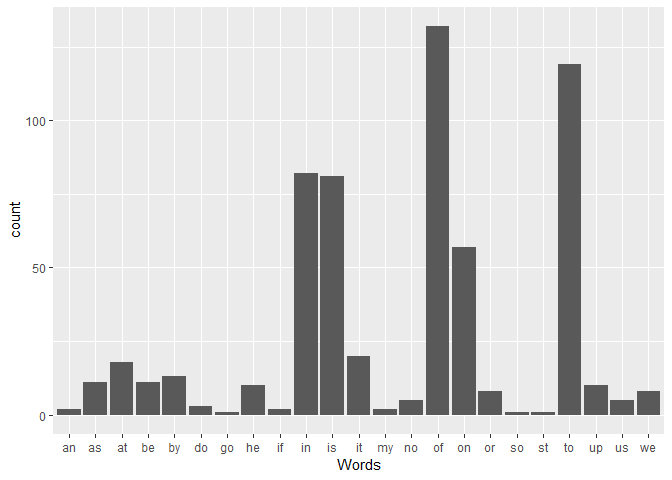 100
50
0
count
an as at be by do go he if in is it my no of on or so st to up us we
Words